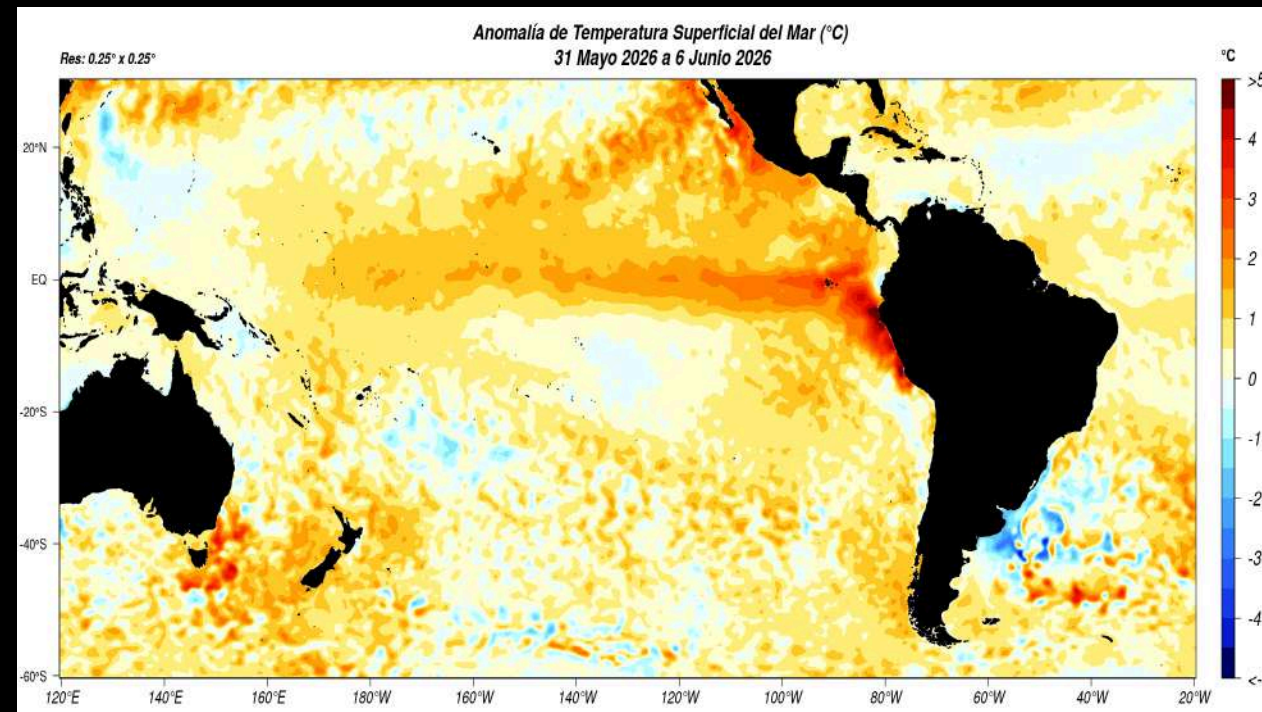 Anomalía de Temperatura Superficial del Mar (°C)
31 Mayo 2026 a 6 Junio 2026
Res: 0.25° x 0.25°
°C
>5
4
3
2
1
0
-1
-2
-3
-4
<-
20°N
EQ
-20°S
-40°S
-60°S
120°E
140°E
160°E
180°W
160°W
140°W
120°W
100°W
80°W
60°W
40°W
20°W